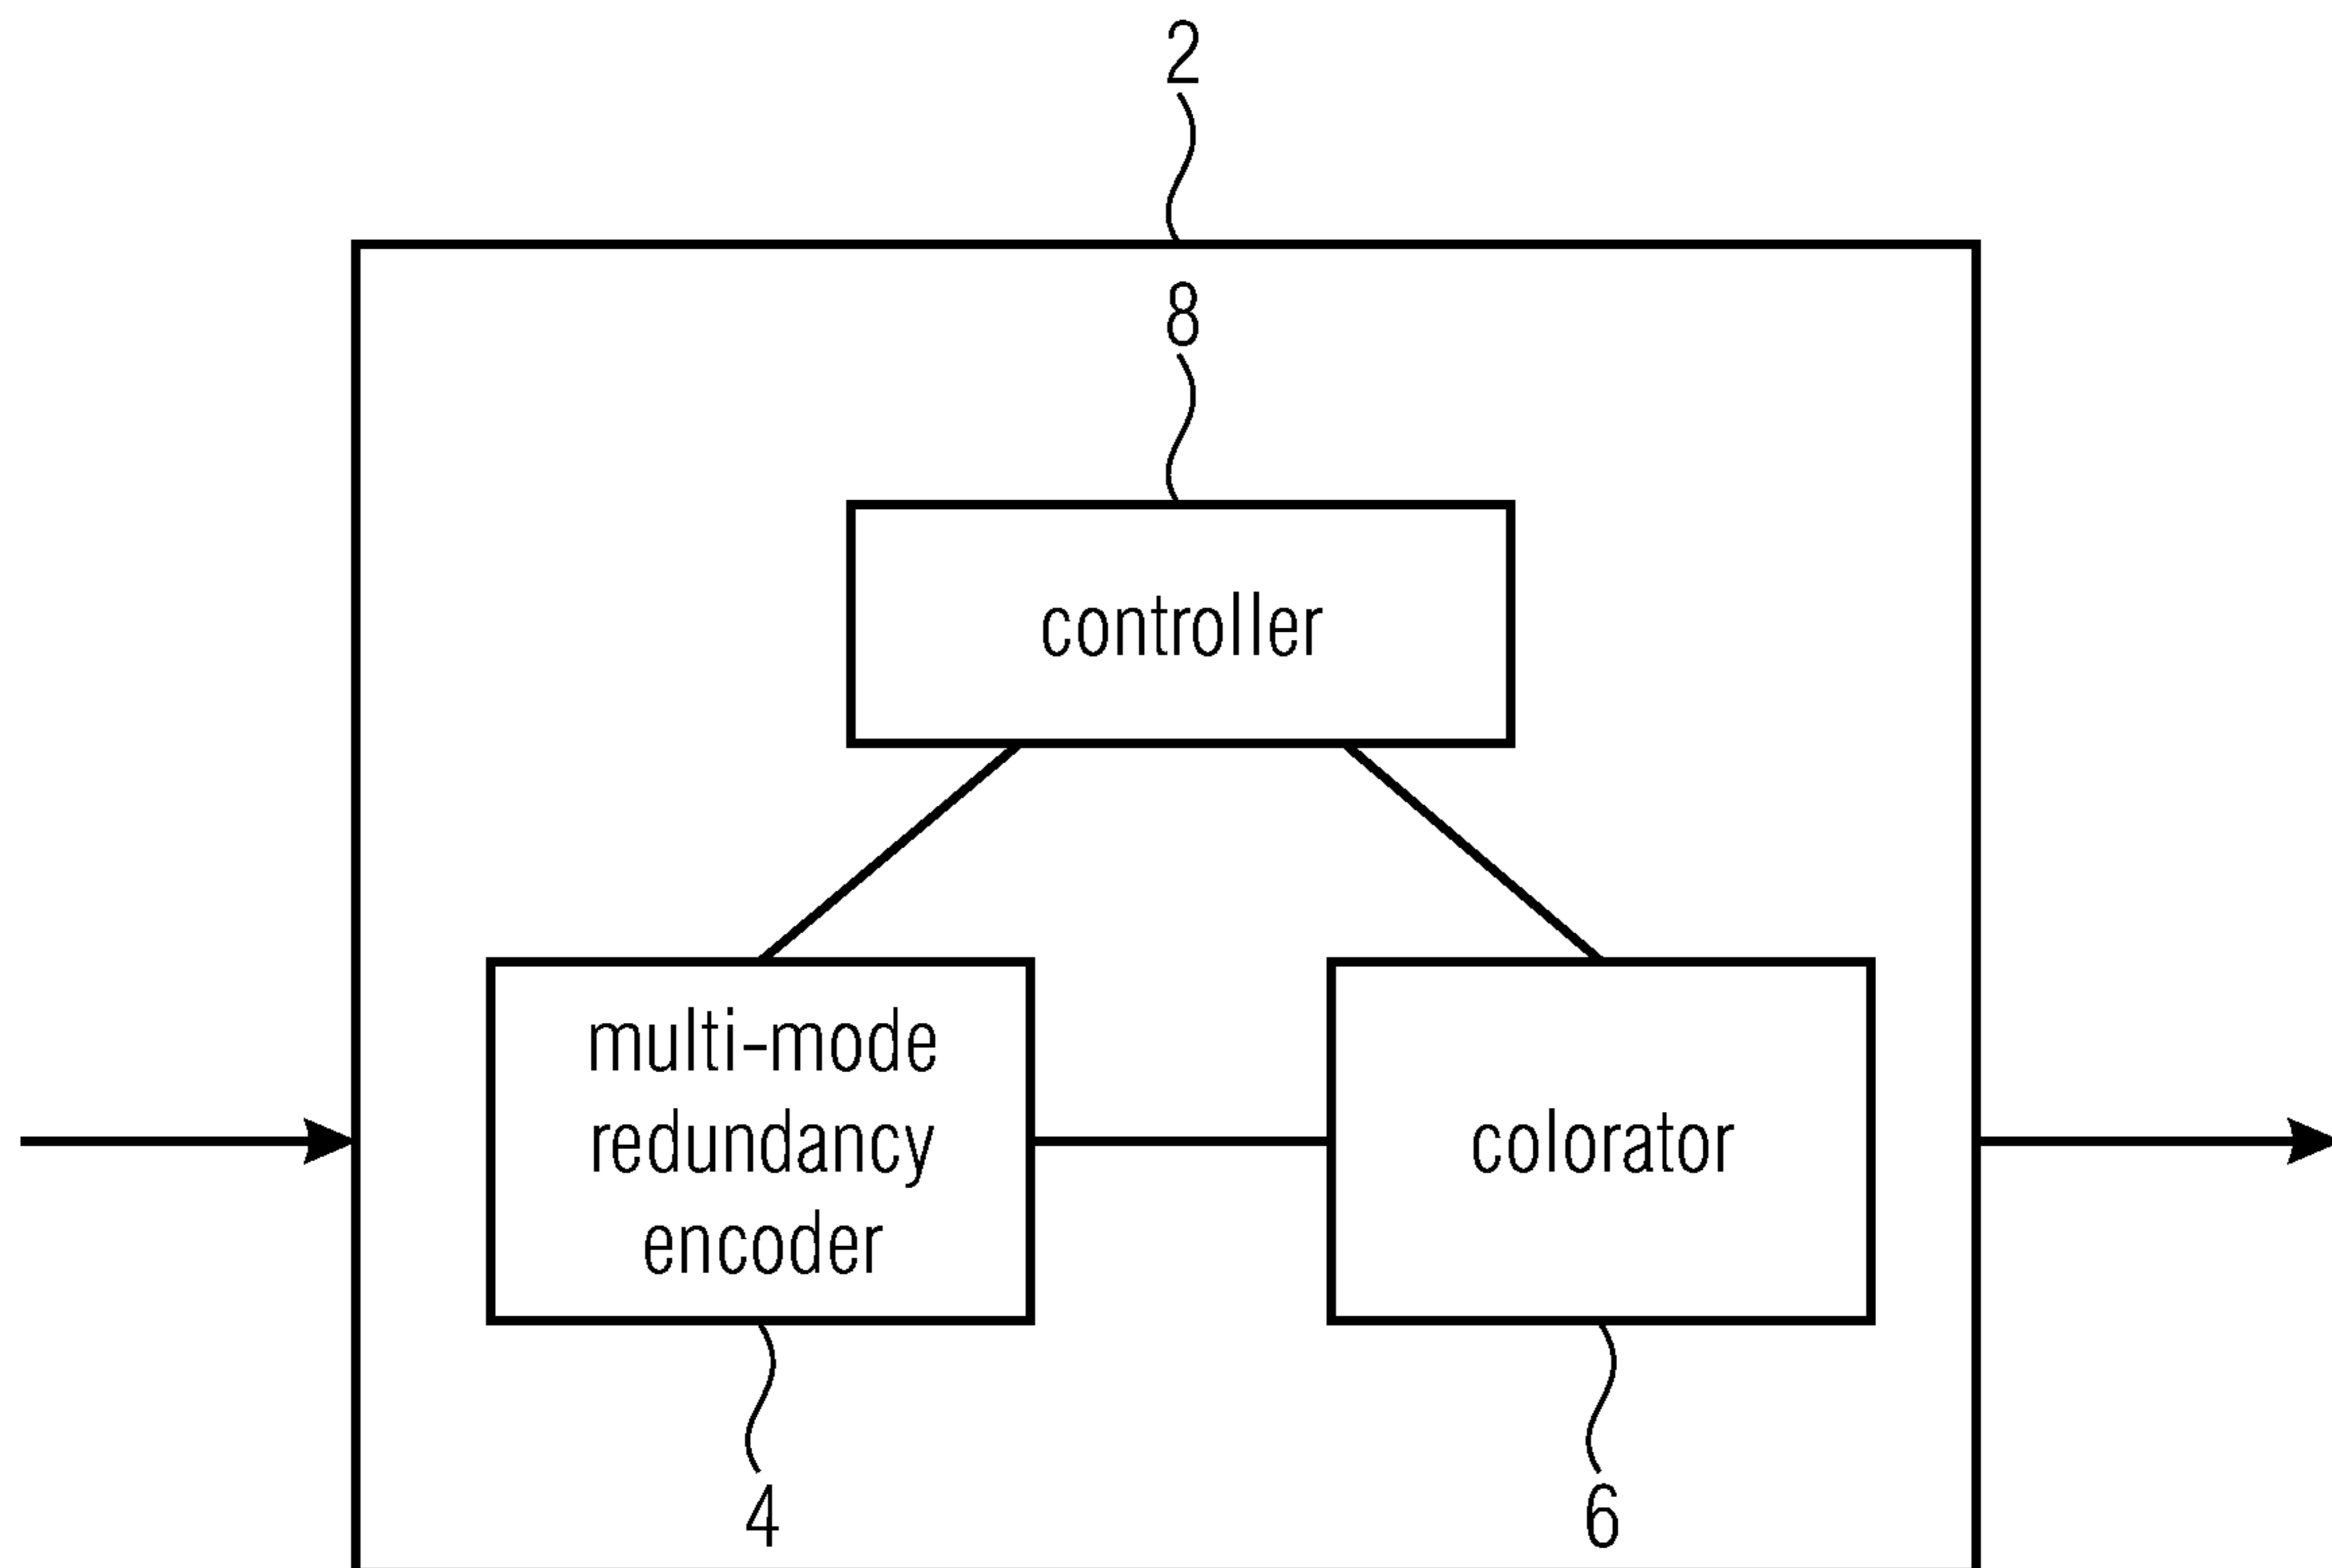 2
8
controller
multi-mode
redundancy
encoder
colorator
4
6